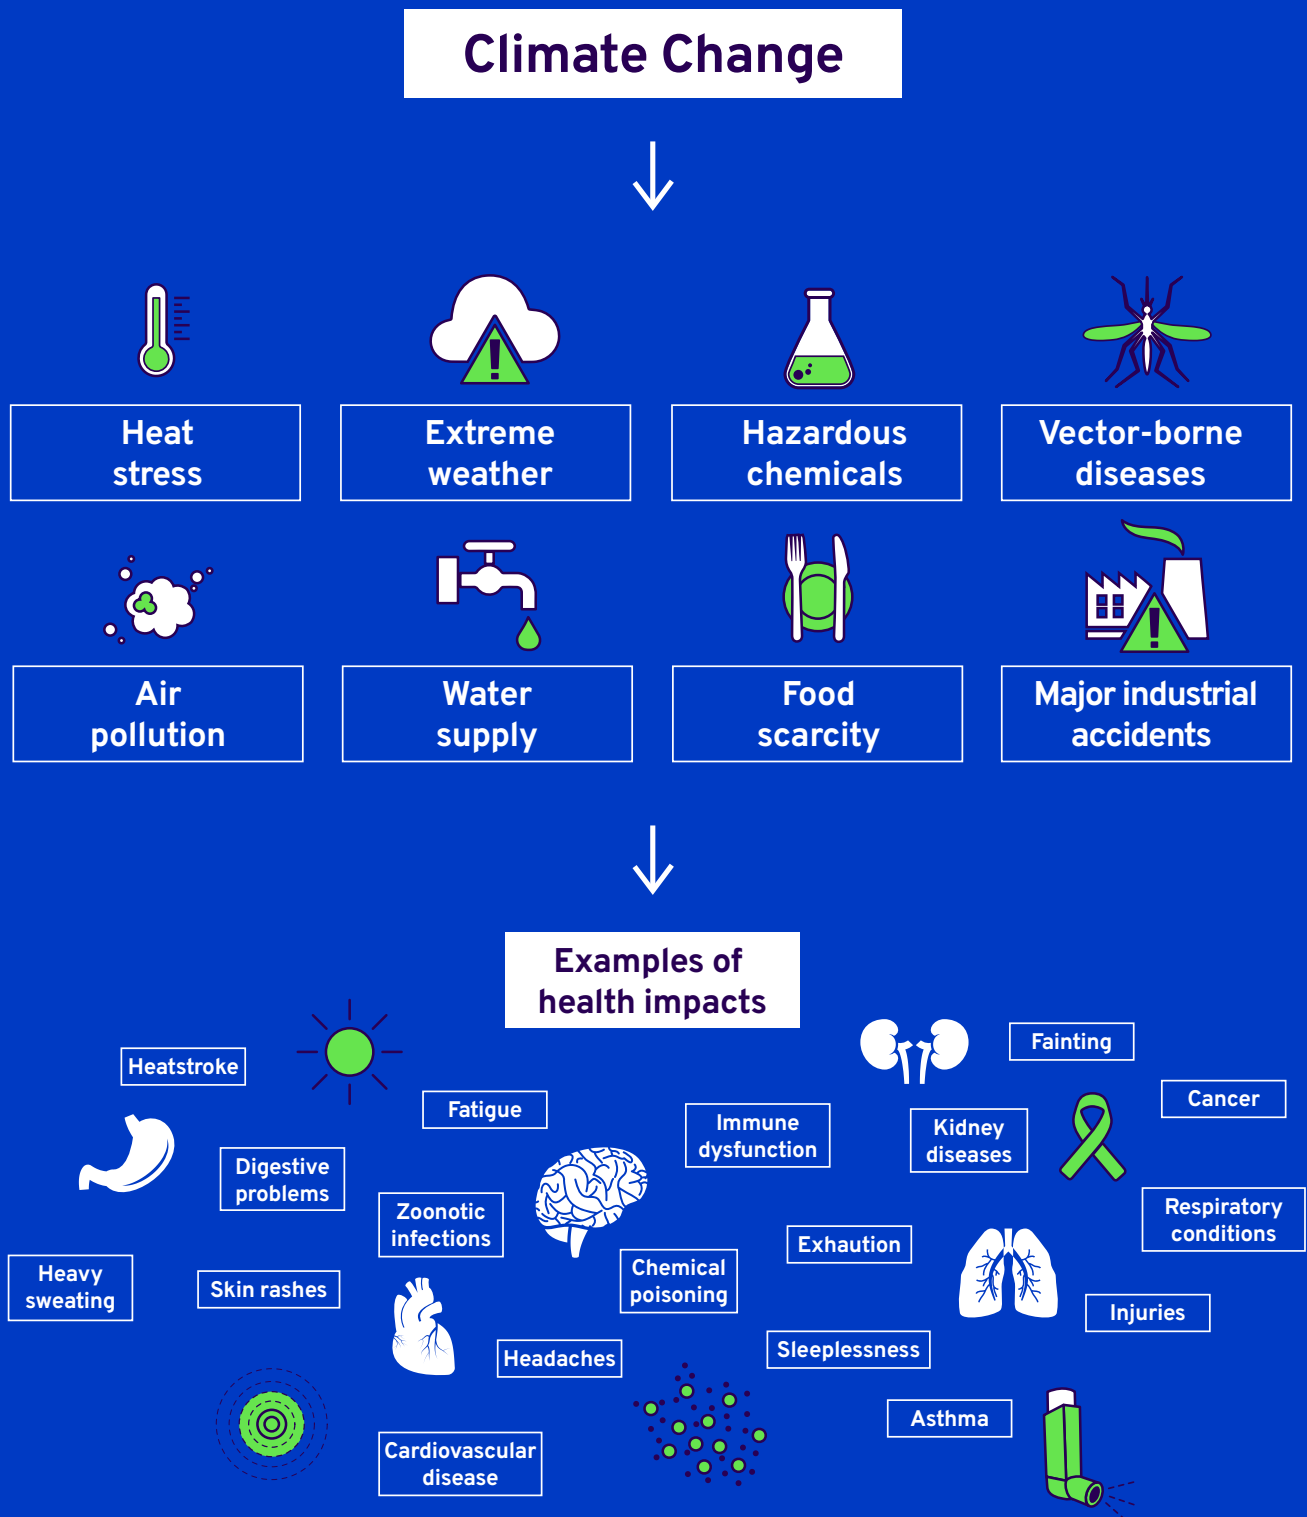 Climate Change
Heat
stress
Extreme
weather
Hazardous
chemicals
Vector-borne
diseases
Air
pollution
Water
supply
Food
scarcity
Major industrial
accidents
Examples of
health impacts
Heatstroke
Fatigue
Immune
dysfunction
Kidney
diseases
Fainting
Cancer
Digestive
problems
Zoonotic
infections
Respiratory
conditions
Exhaution
Heavy
sweating
Skin rashes
Chemical
poisoning
Injuries
Headaches
Sleeplessness
Asthma
Cardiovascular
disease